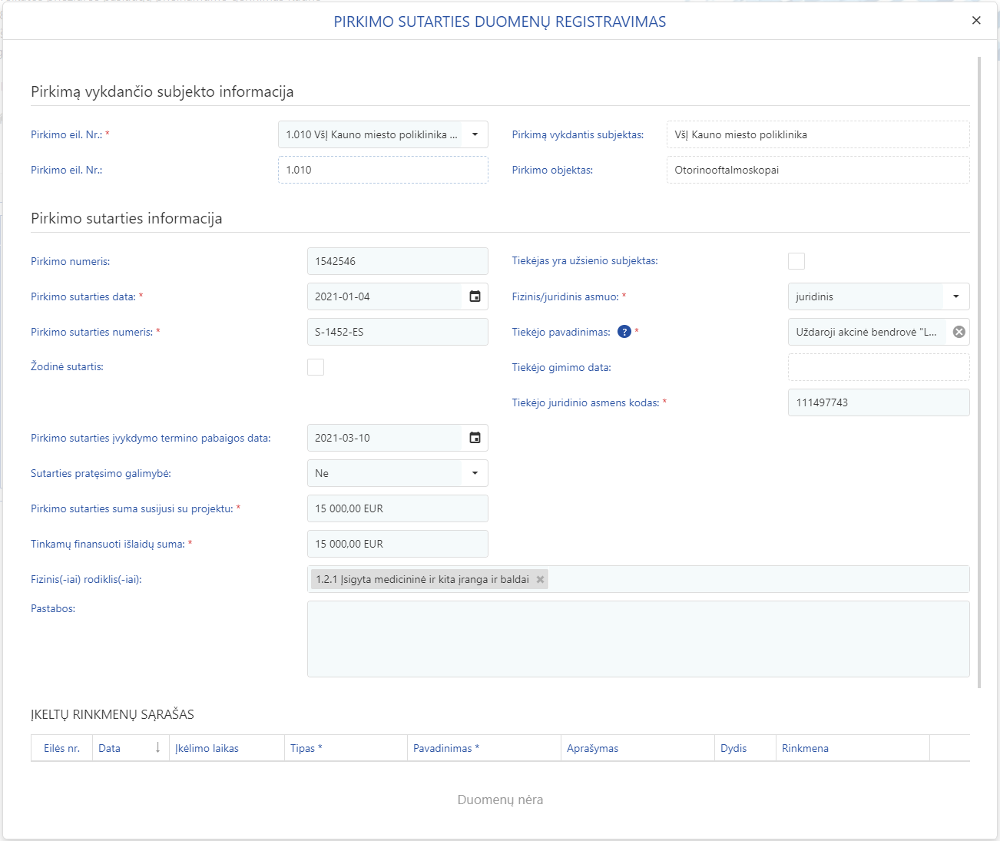 PIRKIMO SUTARTIES DUOMENŲ REGISTRAVIMAS
Pirkimą vykdančio subjekto informacija
Pirkimo eil. Nr.: * 1.010 VšĮ Kauno miesto poliklinika ... Pirkimą vykdantis subjektas: VšĮ Kauno miesto poliklinika
Pirkimo eil. Nr.: 1.010 Pirkimo objektas: Otorinooftalmoskopai
Pirkimo sutarties informacija
Pirkimo numeris: 1542546 Tiekėjas yra užsienio subjektas:
Pirkimo sutarties data: * 2021-01-04 Fizinis/juridinis asmuo: * juridinis
Pirkimo sutarties numeris: * S-1452-ES Tiekėjo pavadinimas: ? * Uždaroji akcinė bendrovė "L...
Žodinė sutartis: Tiekėjo gimimo data:
Tiekėjo juridinio asmens kodas: * 111497743
Pirkimo sutarties įvykdymo termino pabaigos data: 2021-03-10
Sutarties pratęsimo galimybė: Ne
Pirkimo sutarties suma susijusi su projektu: * 15 000,00 EUR
Tinkamų finansuoti išlaidų suma: * 15 000,00 EUR
Fizinis(-iai) rodiklis(-iai): 1.2.1 Įsigyta medicininė ir kita įranga ir baldai
Pastabos:
ĮKELTŲ RINKMENŲ SĄRAŠAS
Eilės nr. Data Įkėlimo laikas Tipas * Pavadinimas * Aprašymas Dydis Rinkmena
Duomenų nėra